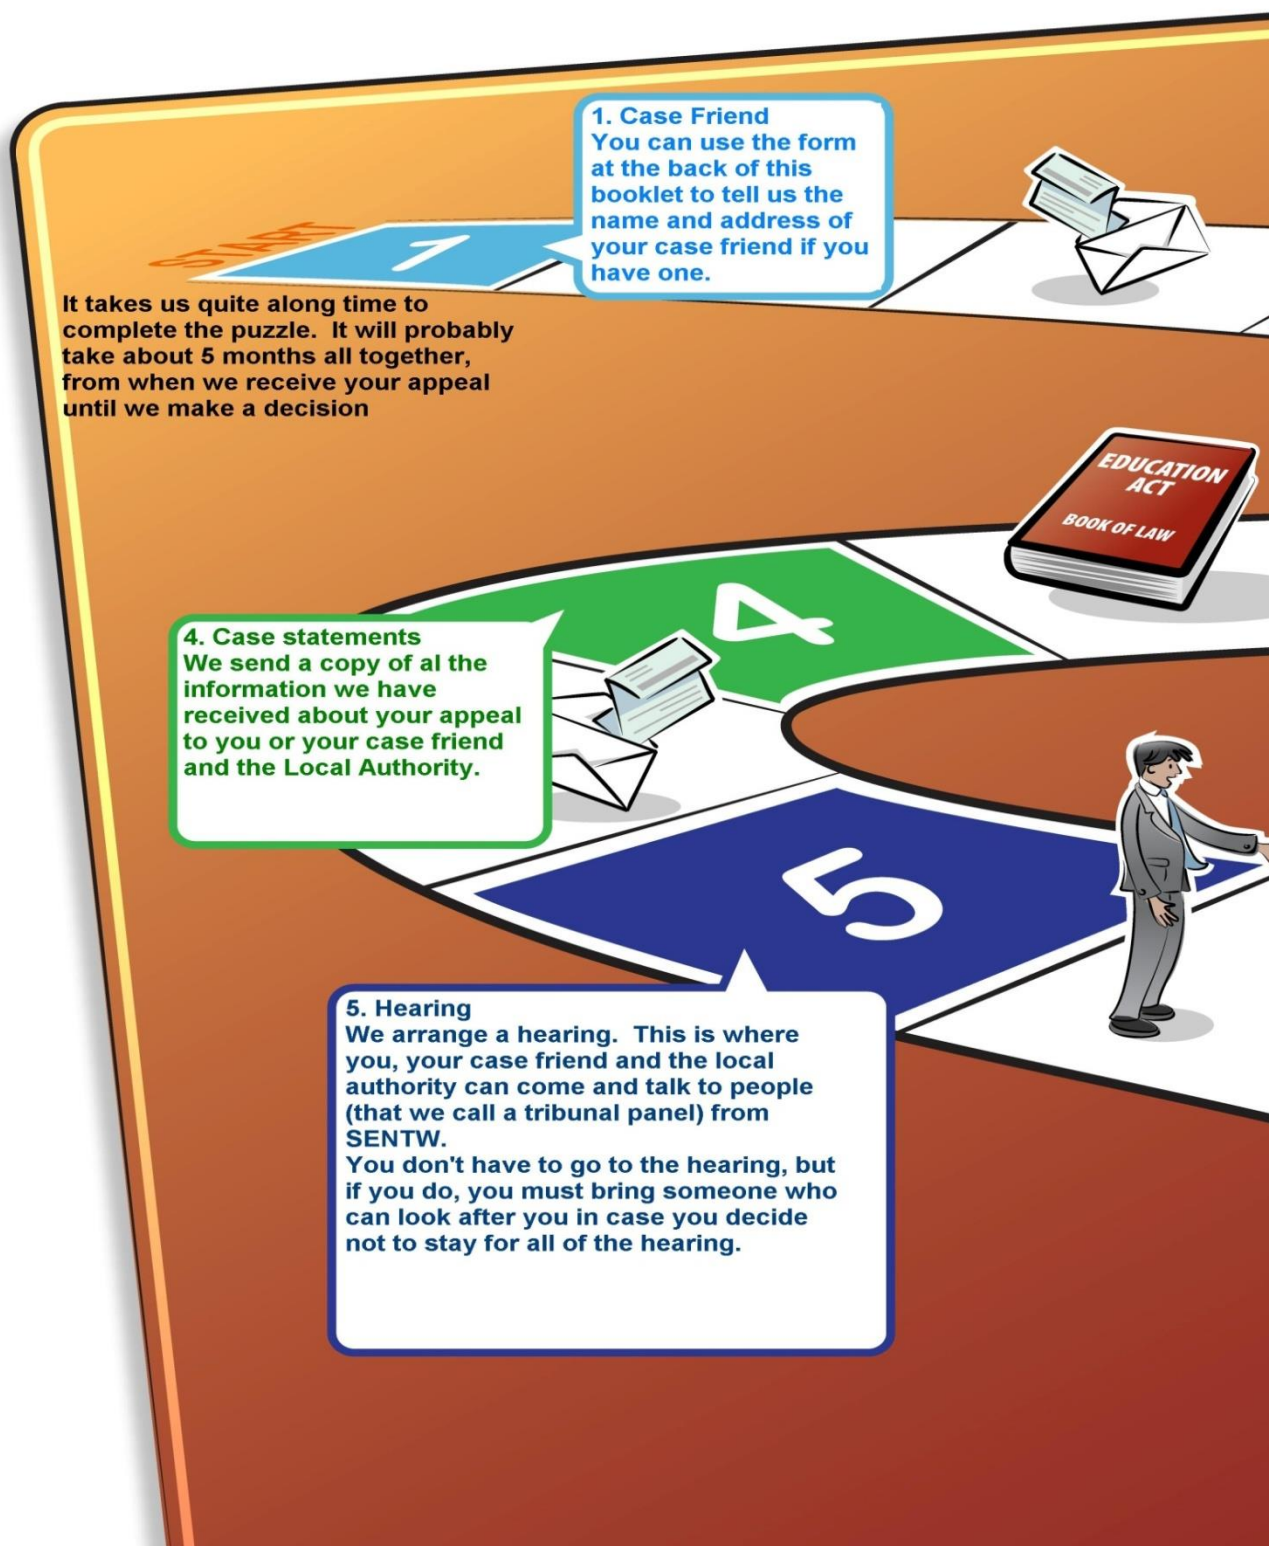 1. Case Friend
You can use the form
at the back of this
booklet to tell us the
name and address of
your case friend if you
have one.
START
1
It takes us quite along time to
complete the puzzle.  It will probably
take about 5 months all together,
from when we receive your appeal
until we make a decision
EDUCATION
ACT
BOOK OF LAW
4
4. Case statements
We send a copy of al the
information we have
received about your appeal
to you or your case friend
and the Local Authority.
5
5. Hearing
We arrange a hearing.  This is where
you, your case friend and the local
authority can come and talk to people
(that we call a tribunal panel) from
SENTW.
You don't have to go to the hearing, but
if you do, you must bring someone who
can look after you in case you decide
not to stay for all of the hearing.